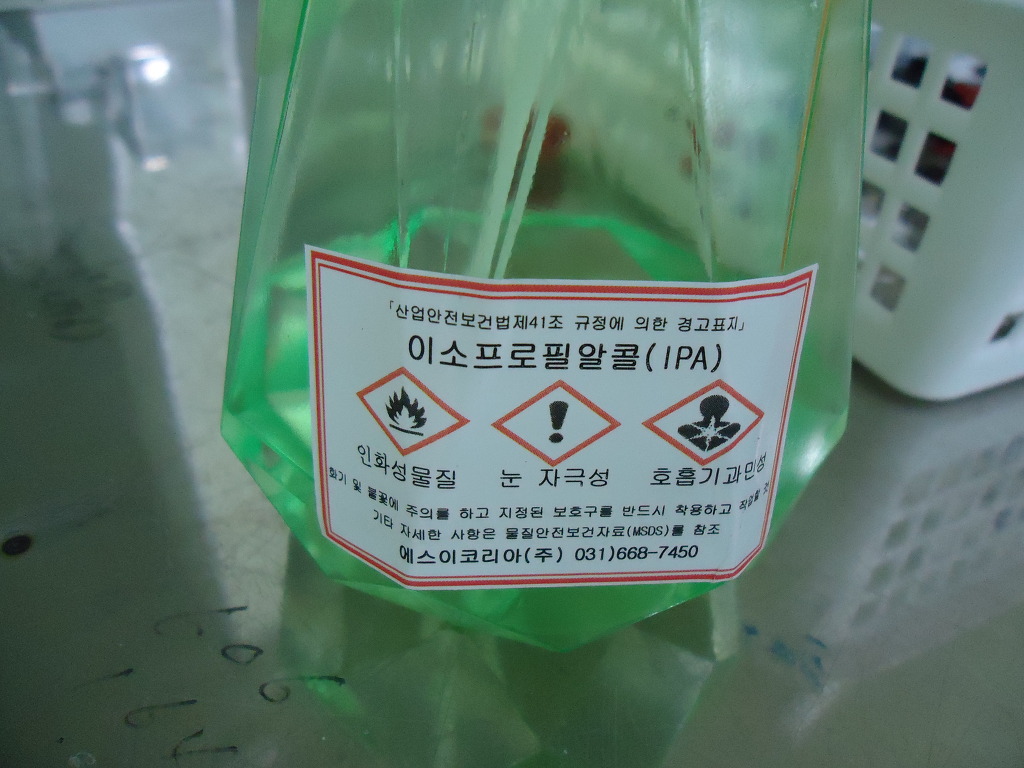 「산업안전보건법제41조 규정에 의한 경고표지」
이소프로필알콜(IPA)
인화성물질 눈 자극성 호흡기과민성
화기 및 불꽃에 주의를 하고 지정된 보호구를 반드시 착용하고 작업할 것
기타 자세한 사항은 물질안전보건자료(MSDS)를 참조
에스이코리아(주) 031)668-7450